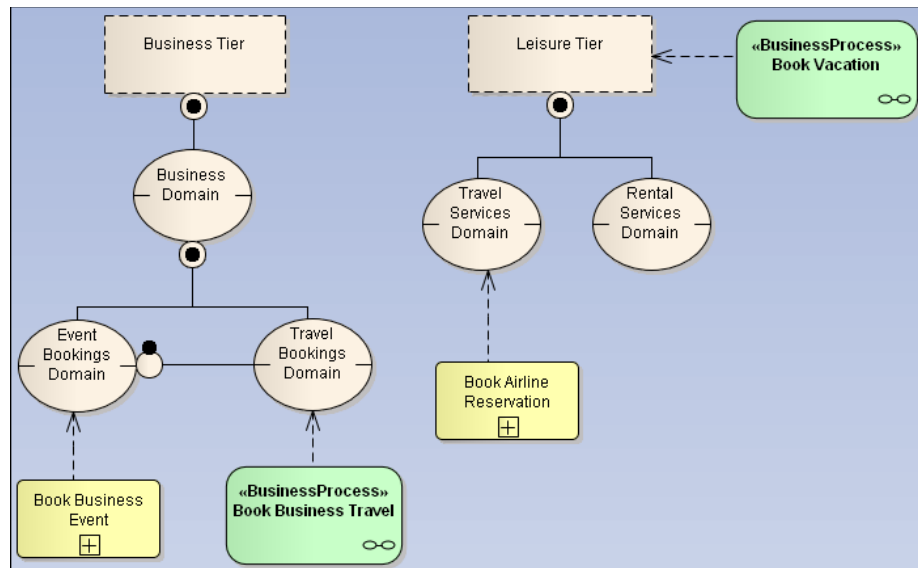 Business Tier
Leisure Tier
«BusinessProcess»
Book Vacation
Business
Domain
Travel
Services
Domain
Rental
Services
Domain
Event
Bookings
Domain
Travel
Bookings
Domain
Book Airline
Reservation
Book Business
Event
«BusinessProcess»
Book Business Travel